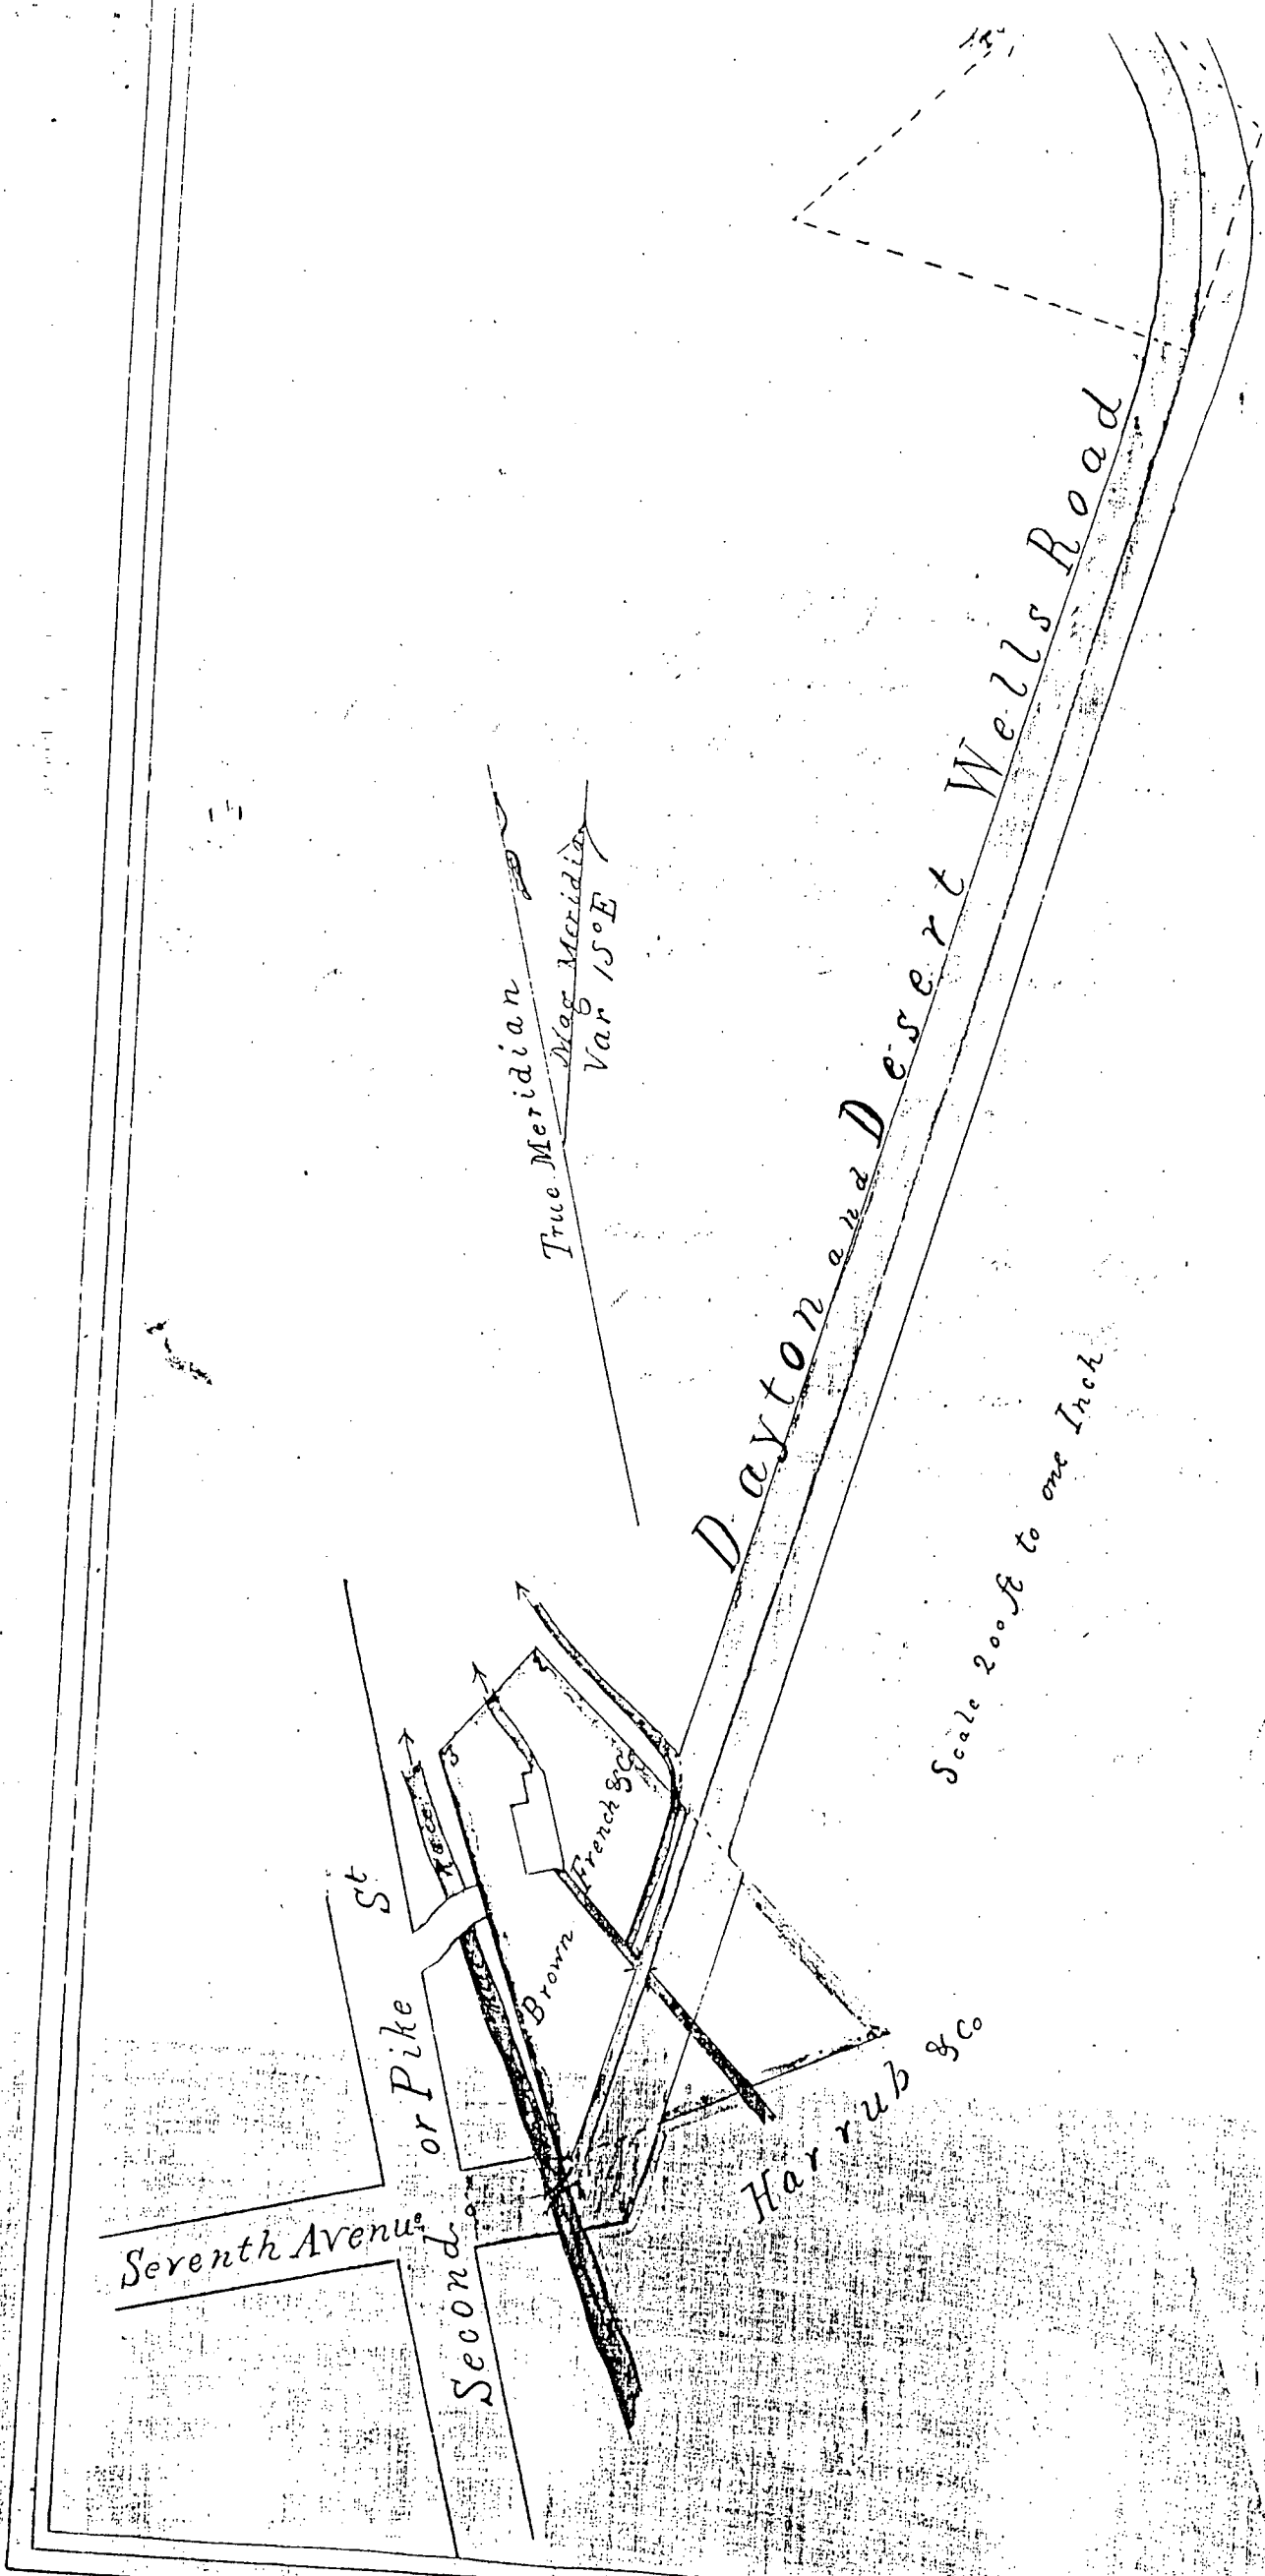 True Meridian
Mag Meridian
Var 15°E
Dayton and Desert Wells Road
Scale 200 ft to one Inch
Race
St
French & Co
Brown
Second or Pike
Seventh Avenue
Harrub & Co